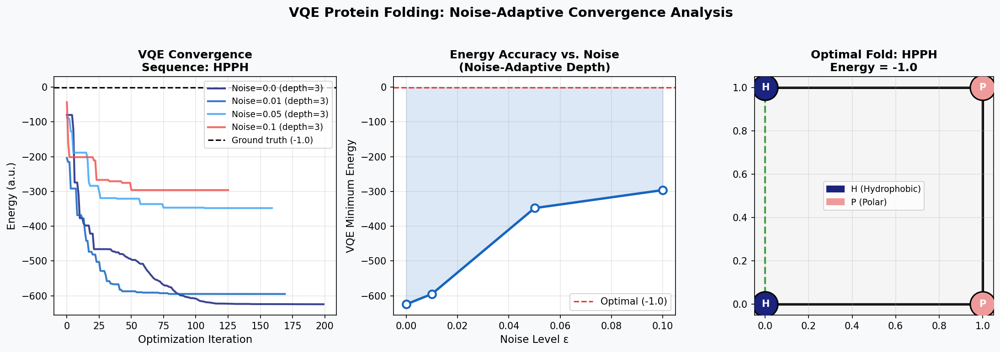 VQE Protein Folding: Noise-Adaptive Convergence Analysis
VQE Convergence
Sequence: HPPH
Energy (a.u.)
0
−100
−200
−300
−400
−500
−600
Noise=0.0 (depth=3)
Noise=0.01 (depth=3)
Noise=0.05 (depth=3)
Noise=0.1 (depth=3)
Ground truth (-1.0)
0 25 50 75 100 125 150 175 200
Optimization Iteration
Energy Accuracy vs. Noise
(Noise-Adaptive Depth)
VQE Minimum Energy
0
−100
−200
−300
−400
−500
−600
Optimal (-1.0)
0.00 0.02 0.04 0.06 0.08 0.10
Noise Level ε
Optimal Fold: HPPH
Energy = -1.0
1.0
0.8
0.6
0.4
0.2
0.0
H P
H (Hydrophobic)
P (Polar)
H P
0.0 0.2 0.4 0.6 0.8 1.0